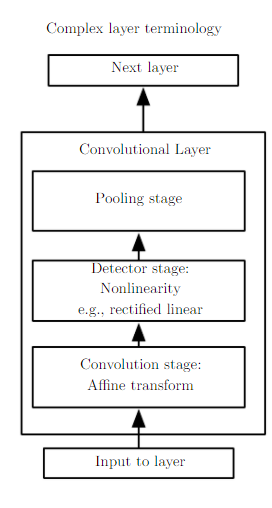 Complex layer terminology
Next layer
Convolutional Layer
Pooling stage
Detector stage:
Nonlinearity
e.g., rectified linear
Convolution stage:
Affine transform
Input to layer